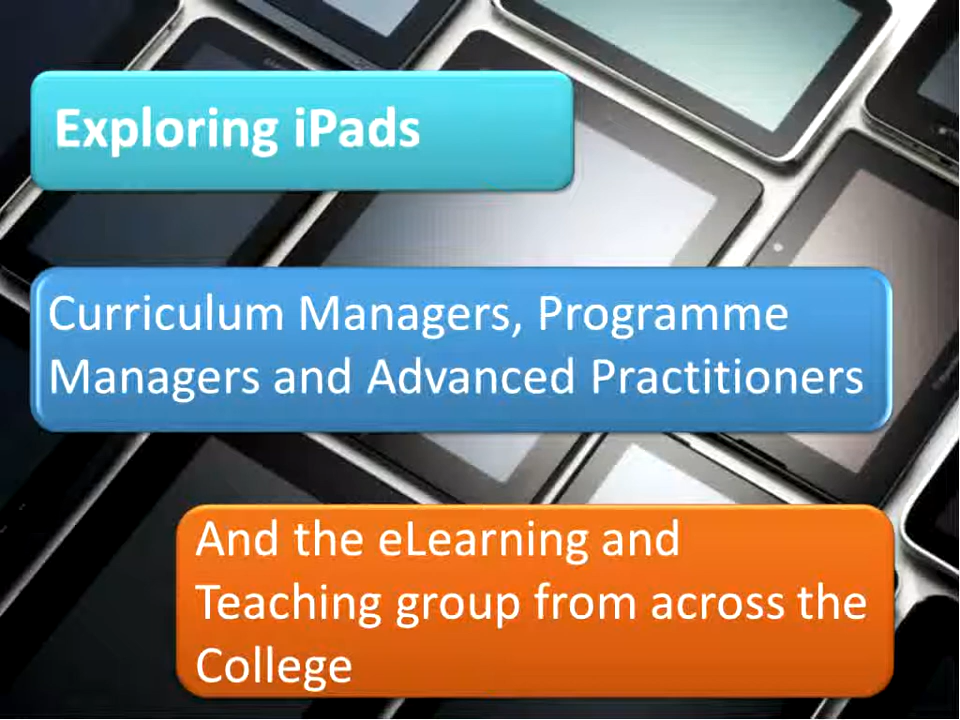 Exploring iPads
Curriculum Managers, Programme
Managers and Advanced Practitioners
And the eLearning and
Teaching group from across the
College